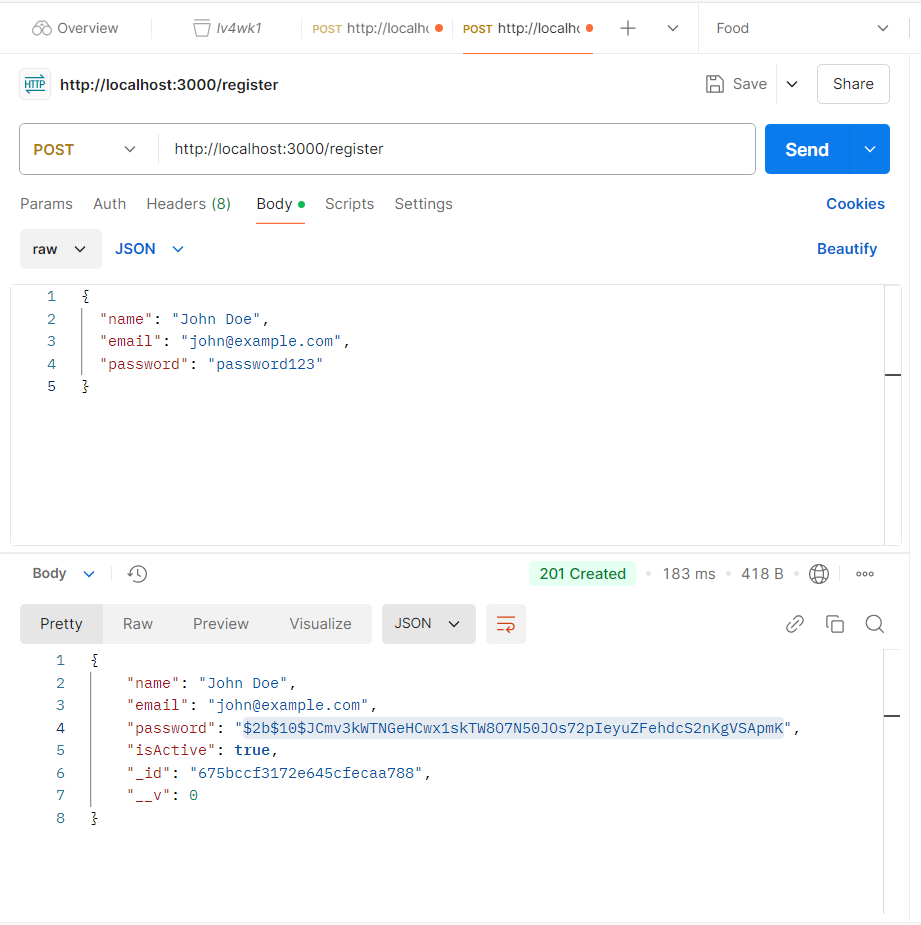 Overview lv4wk1 POST http://localh POST http://localh Food
HTTP http://localhost:3000/register Save Share
POST http://localhost:3000/register Send
Params Auth Headers (8) Body Scripts Settings Cookies
raw JSON Beautify
1 {
2 "name": "John Doe",
3 "email": "john@example.com",
4 "password": "password123"
5 }
Body 201 Created 183 ms 418 B
Pretty Raw Preview Visualize JSON
1 {
2 "name": "John Doe",
3 "email": "john@example.com",
4 "password": "$2b$10$JCmv3kWTNGeHCwx1skTW8O7N50JOs72pIeyuZFehdcS2nKgVSApmK",
5 "isActive": true,
6 "_id": "675bccf3172e645cfecaa788",
7 "__v": 0
8 }